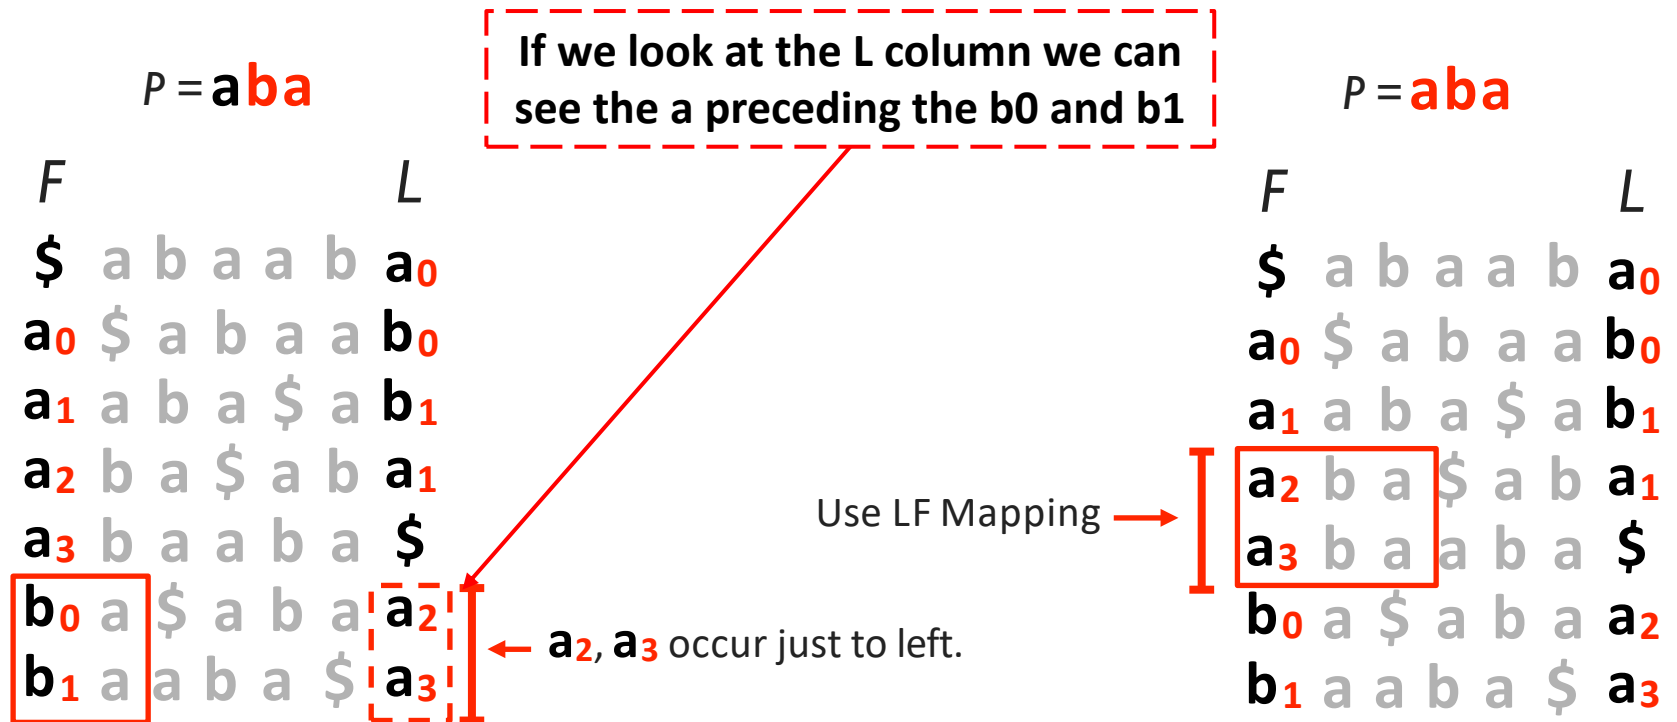 If we look at the L column we can
see the a preceding the b0 and b1
P = aba
F L
$ a b a a b a0
a0 $ a b a a b0
a1 a b a $ a b1
a2 b a $ a b a1
a3 b a a b a $
b0 a $ a b a a2
b1 a a b a $ a3
a2, a3 occur just to left.
Use LF Mapping
P = aba
F L
$ a b a a b a0
a0 $ a b a a b0
a1 a b a $ a b1
a2 b a $ a b a1
a3 b a a b a $
b0 a $ a b a a2
b1 a a b a $ a3